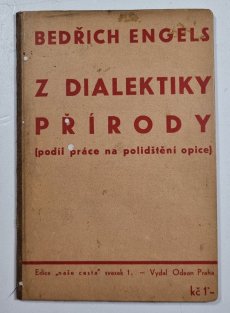 BEDŘICH ENGELS
Z DIALEKTIKY
PŘÍRODY
(podíl práce na polidštění opice)
Edice „naše cesta” svazek 1. — Vydal Odeon Praha
kč 1'-